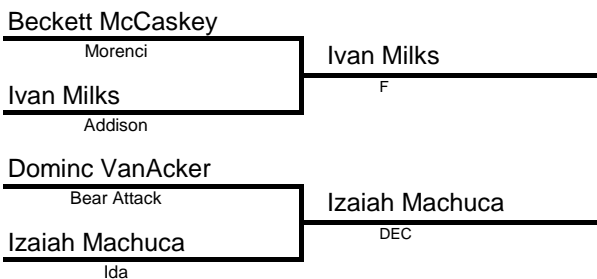 Beckett McCaskey
Morenci
Ivan Milks
F
Ivan Milks
Addison
Dominc VanAcker
Bear Attack
Izaiah Machuca
DEC
Izaiah Machuca
Ida